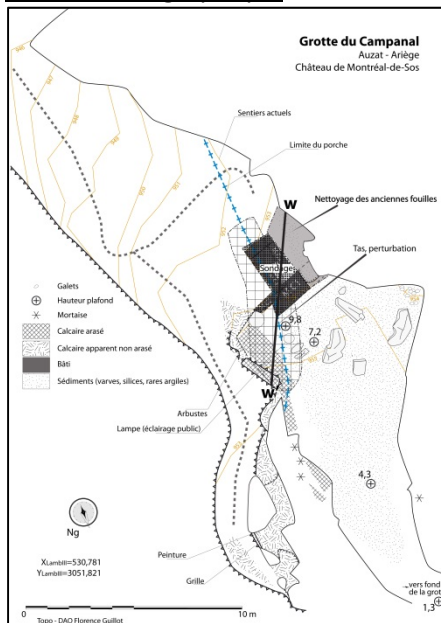 Grotte du Campanal
Auzat - Ariège
Château de Montréal-de-Sos
Sentiers actuels
Limite du porche
Nettoyage des anciennes fouilles
W
Tas, perturbation
Sondage
9,8
7,2
Galets
Hauteur plafond
Mortaise
Calcaire arasé
Calcaire apparent non arasé
Bâti
Sédiments (varves, silices, rares argiles)
W
Arbustes
Lampe (éclairage public)
4,3
Ng
Peinture
XLambIII=530,781
YLambIII=3051,821
Grille
vers fond
de la grot
1,3
0
10 m
Topo - DAO Florence Guillot